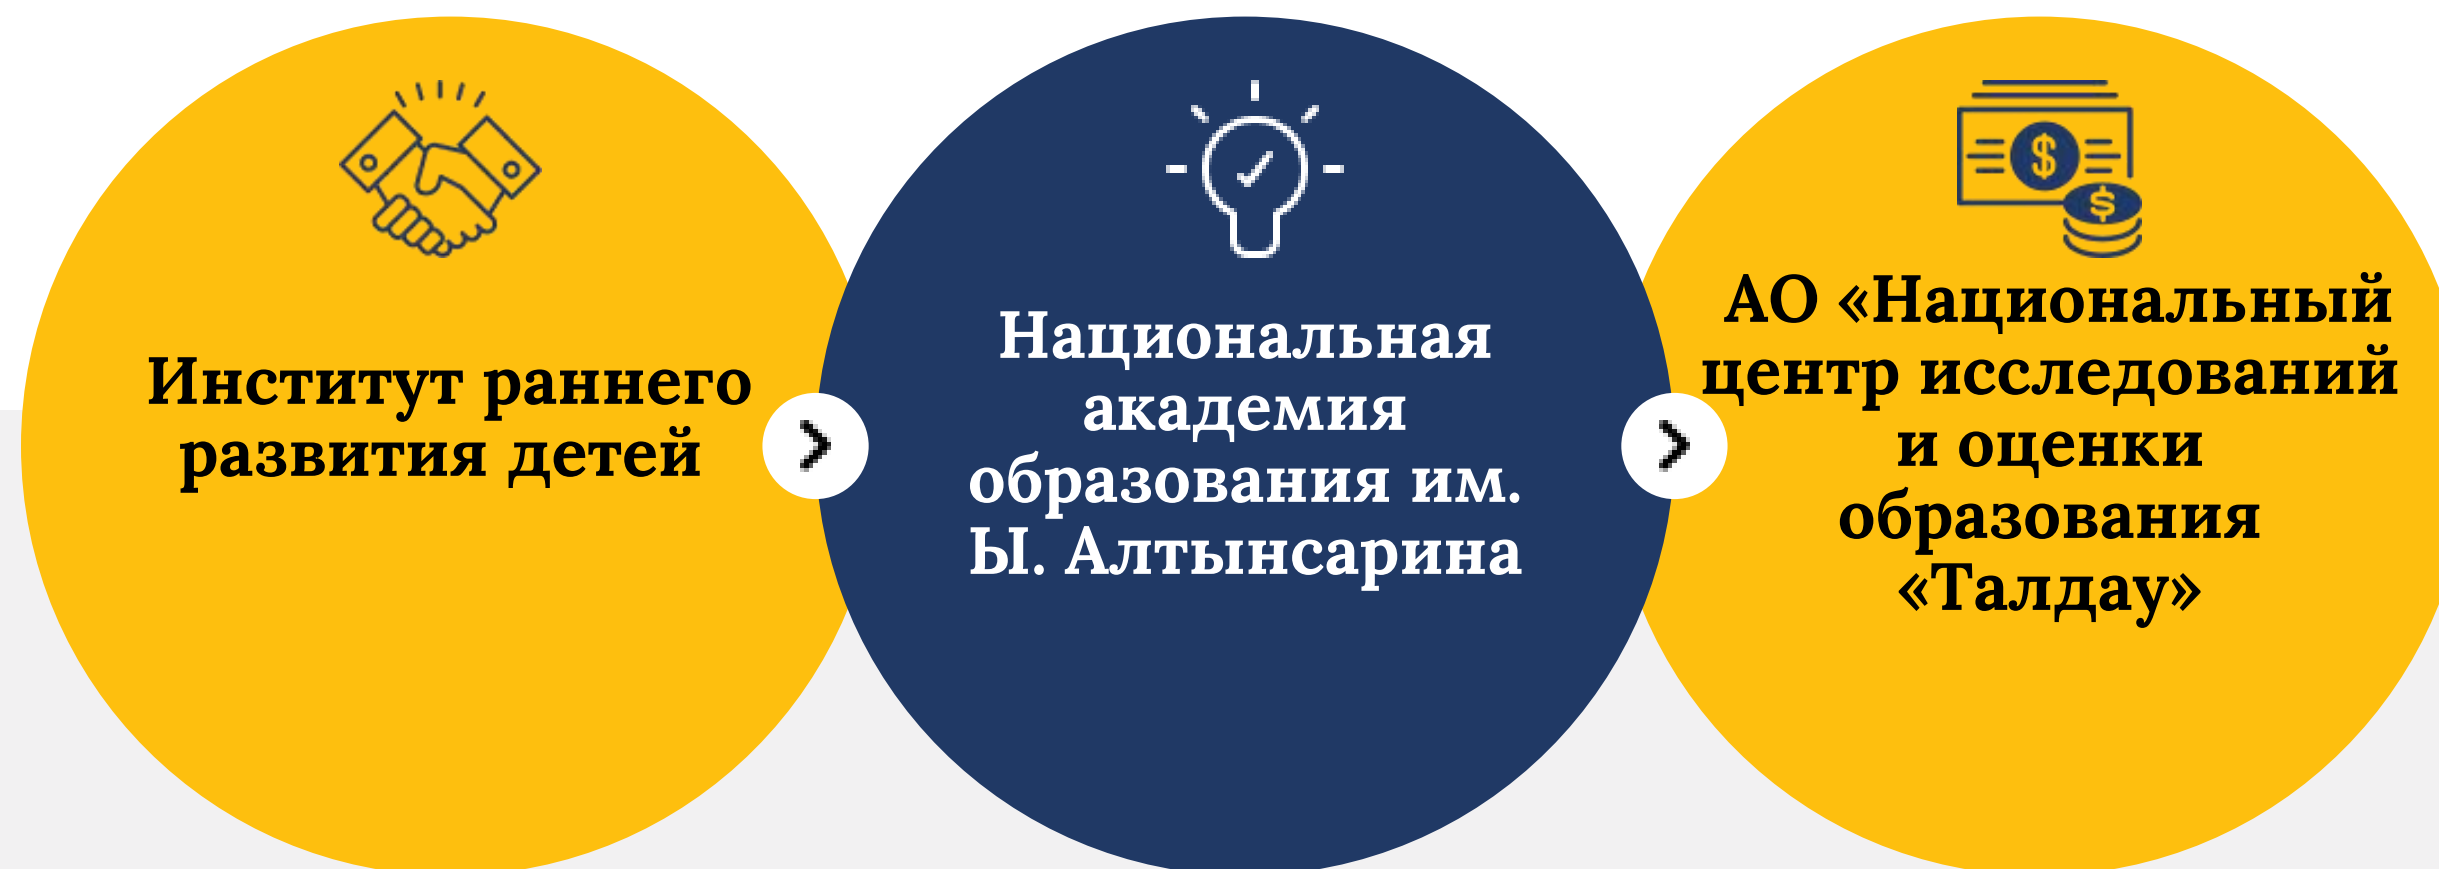 Институт раннего
развития детей
Национальная
академия
образования им.
Ы. Алтынсарина
АО «Национальный
центр исследований
и оценки
образования
«Талдау»